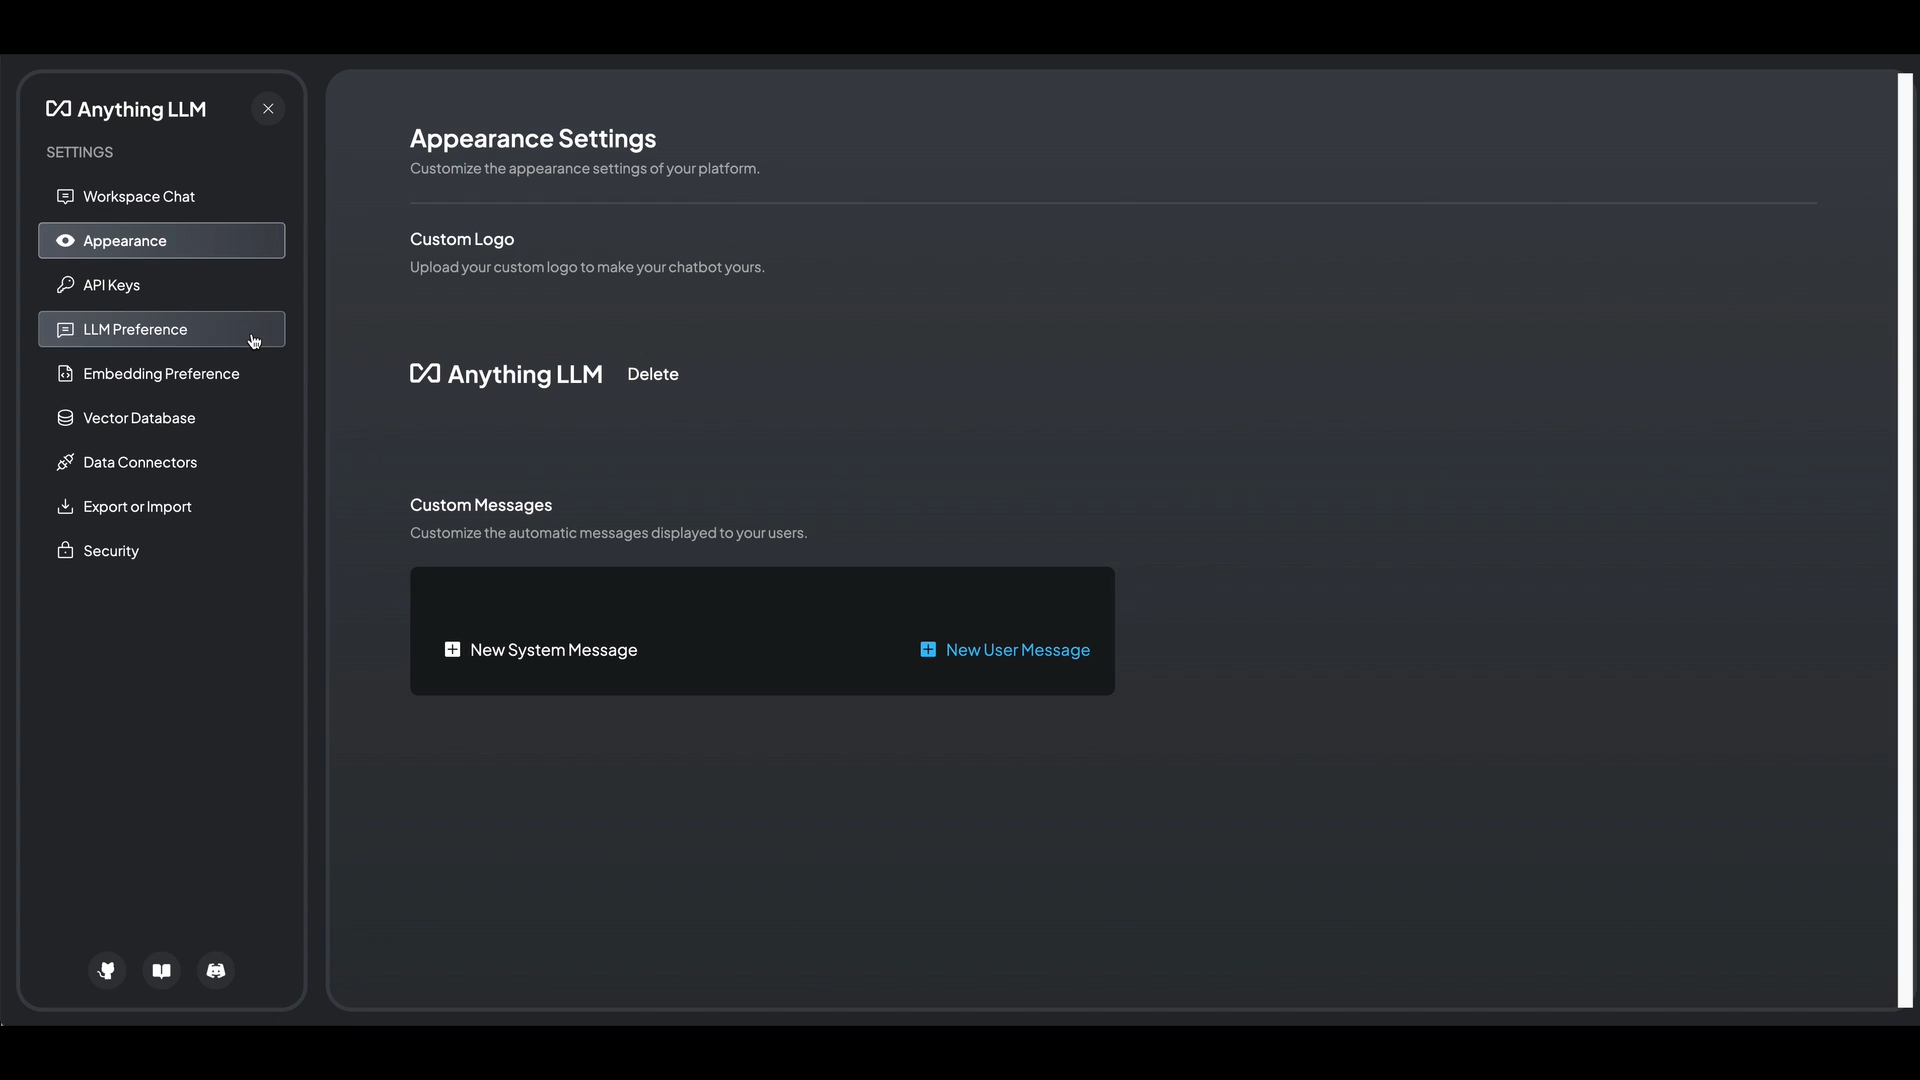 Anything LLM
SETTINGS
Workspace Chat
Appearance
API Keys
LLM Preference
Embedding Preference
Vector Database
Data Connectors
Export or Import
Security
Appearance Settings
Customize the appearance settings of your platform.
Custom Logo
Upload your custom logo to make your chatbot yours.
Anything LLM Delete
Custom Messages
Customize the automatic messages displayed to your users.
New System Message New User Message